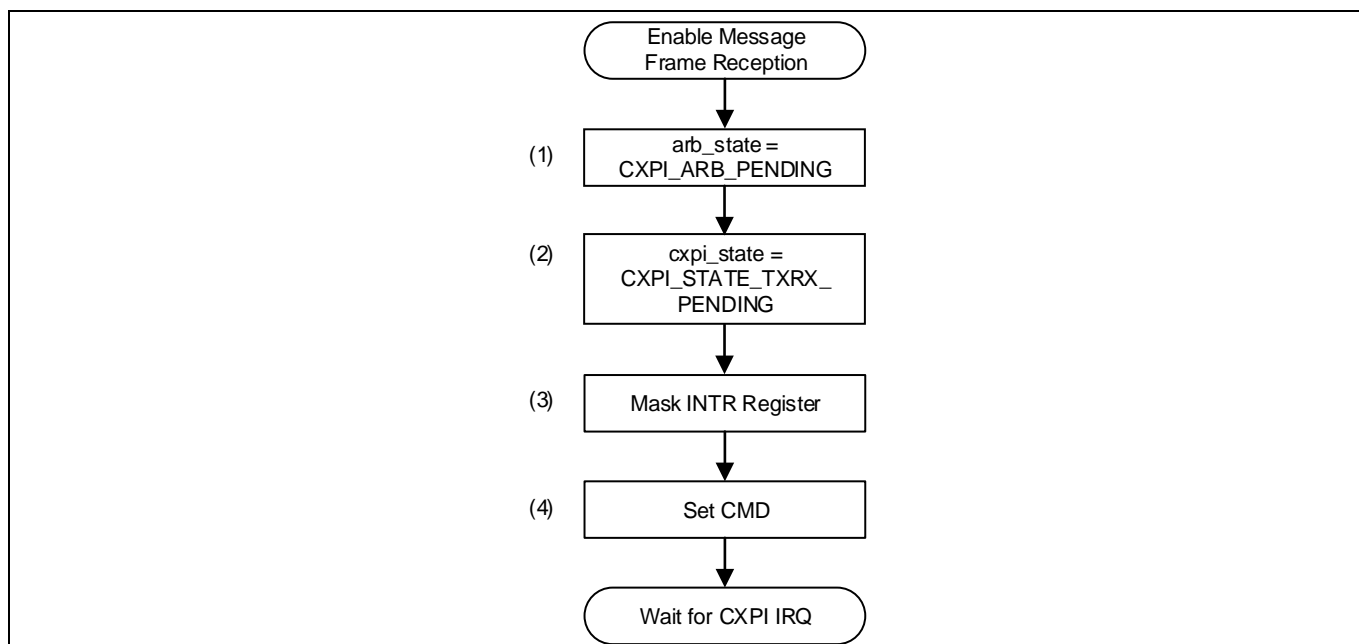 Enable Message
Frame Reception
(1)
arb_state =
CXPI_ARB_PENDING
(2)
cxpi_state =
CXPI_STATE_TXRX_
PENDING
(3)
Mask INTR Register
(4)
Set CMD
Wait for CXPI IRQ